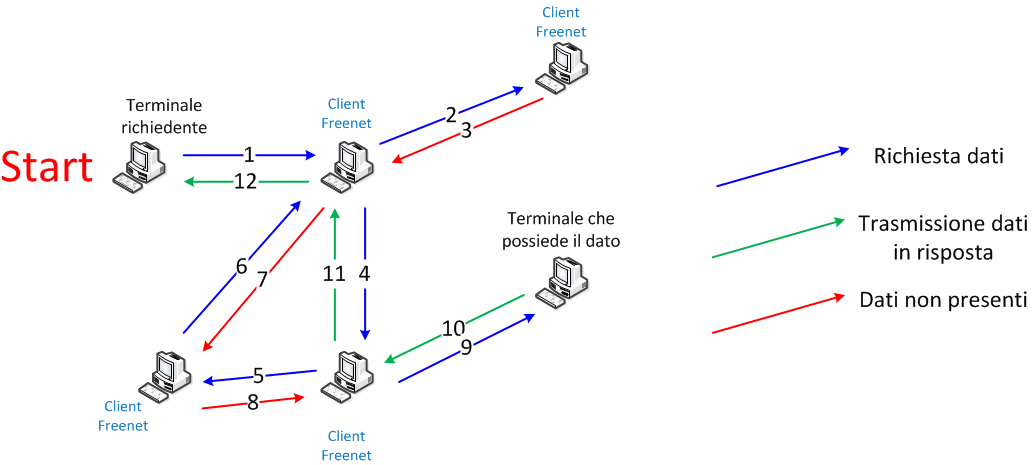 Client
Freenet
Terminale
richiedente
Client
Freenet
Start
1
12
2
3
Richiesta dati
Terminale che
possiede il dato
Trasmissione dati
in risposta
6
7
11
4
Dati non presenti
10
9
5
8
Client
Freenet
Client
Freenet